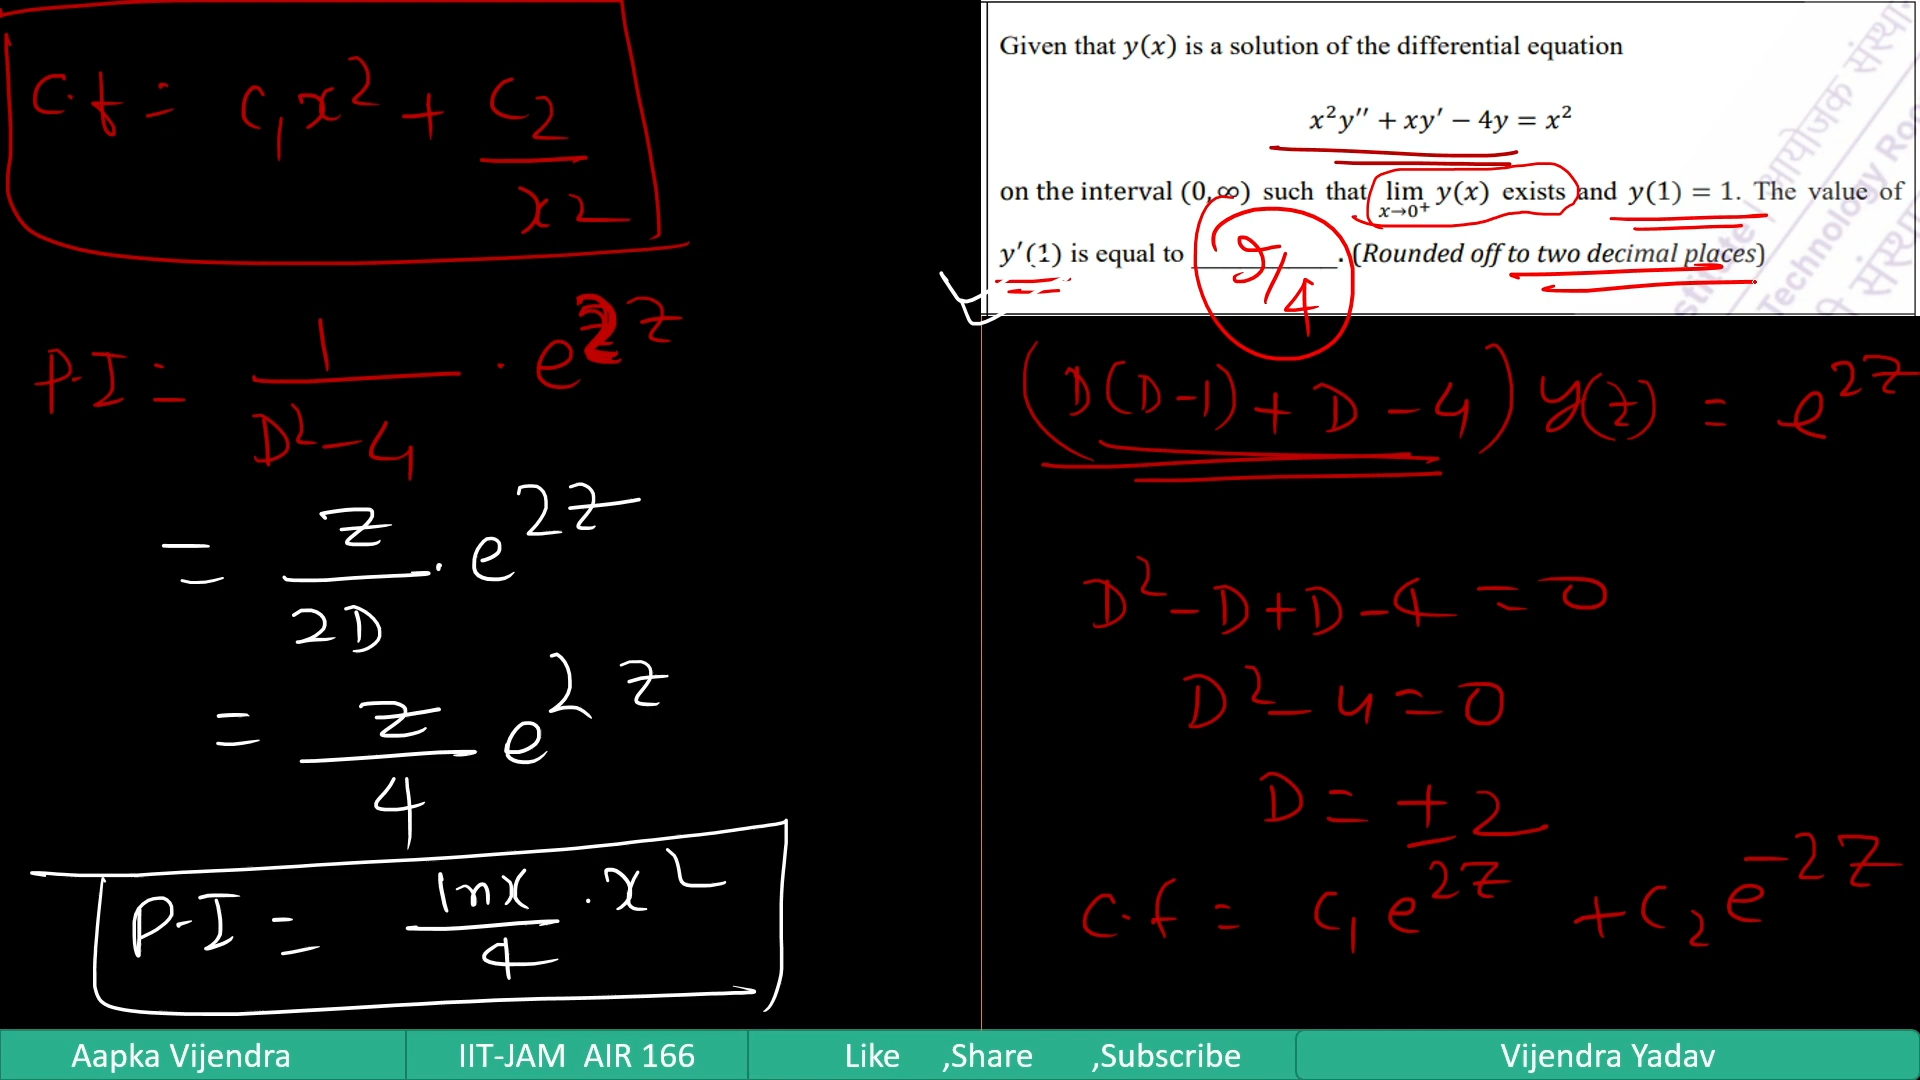 C.f = C₁x² + C₂/x²
P.I = 1/(D²-4) · e^{2z}
= z/2D · e^{2z}
= z/4 e^{2z}
P.I = lnx/4 · x²
Given that y(x) is a solution of the differential equation
x²y″ + xy′ − 4y = x²
on the interval (0, ∞) such that lim_{x→0⁺} y(x) exists and y(1) = 1. The value of
y′(1) is equal to ____________. (Rounded off to two decimal places)
9/4
(D(D-1)+D-4) y(z) = e^{2z}
D²-D+D-4=0
D²-4=0
D=±2
C.f = C₁e^{2z} + C₂e^{-2z}
Aapka Vijendra
IIT-JAM AIR 166
Like ,Share ,Subscribe
Vijendra Yadav